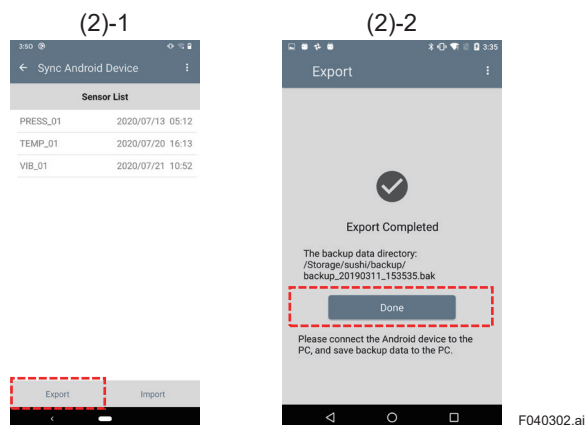 (2)-1
3:50
Sync Android Device
Sensor List
PRESS_01 2020/07/13 05:12
TEMP_01 2020/07/20 16:13
VIB_01 2020/07/21 10:52
Export Import
(2)-2
3:35
Export
Export Completed
The backup data directory:
/Storage/sushi/backup/
backup_20190311_153535.bak
Done
Please connect the Android device to the
PC, and save backup data to the PC.
F040302.ai